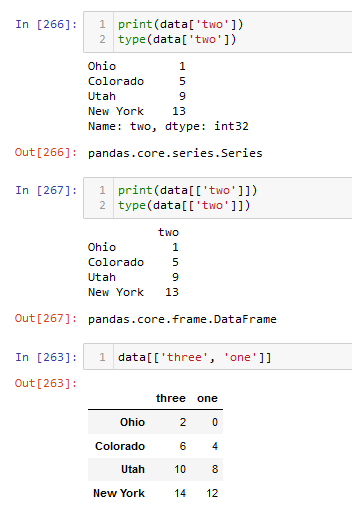 In [266]: 1 print(data['two'])
2 type(data['two'])
Ohio 1
Colorado 5
Utah 9
New York 13
Name: two, dtype: int32
Out[266]: pandas.core.series.Series
In [267]: 1 print(data[['two']])
2 type(data[['two']])
two
Ohio 1
Colorado 5
Utah 9
New York 13
Out[267]: pandas.core.frame.DataFrame
In [263]: 1 data[['three', 'one']]
Out[263]:
three one
Ohio 2 0
Colorado 6 4
Utah 10 8
New York 14 12